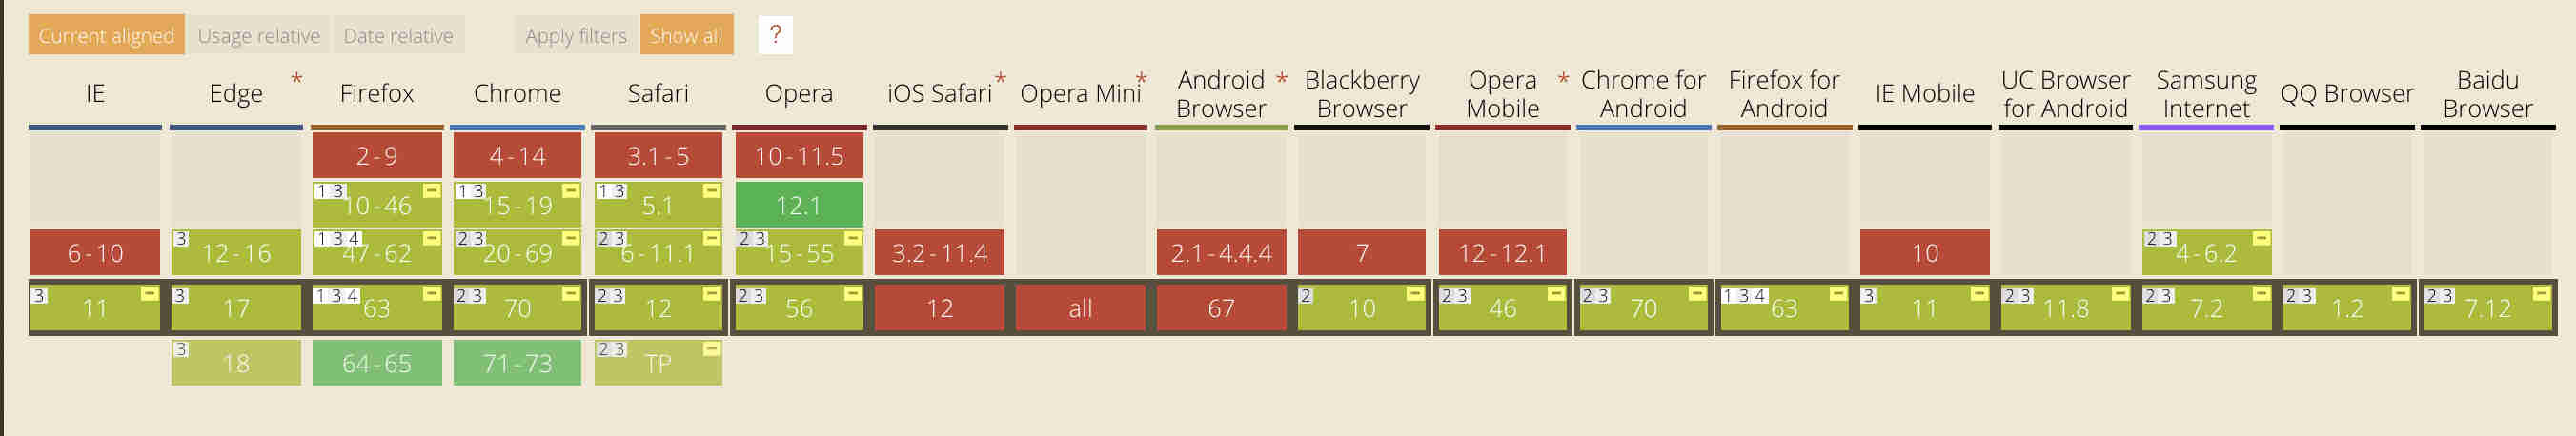 Current aligned Usage relative Date relative Apply filters Show all ?
IE Edge * Firefox Chrome Safari Opera iOS Safari * Opera Mini * Android Browser * Blackberry Browser Opera Mobile * Chrome for Android Firefox for Android IE Mobile UC Browser for Android Samsung Internet QQ Browser Baidu Browser
2-9 4-14 3.1-5 10-11.5
1 3 10-46 1 3 15-19 1 3 5.1 12.1
6-10 3 12-16 1 3 4 47-62 2 3 20-69 2 3 6-11.1 2 3 15-55 3.2-11.4 2.1-4.4.4 7 12-12.1 10 2 3 4-6.2
3 11 3 17 1 3 4 63 2 3 70 2 3 12 2 3 56 12 all 67 2 10 2 3 46 2 3 70 1 3 4 63 3 11 2 3 11.8 2 3 7.2 2 3 1.2 2 3 7.12
3 18 64-65 71-73 2 3 TP